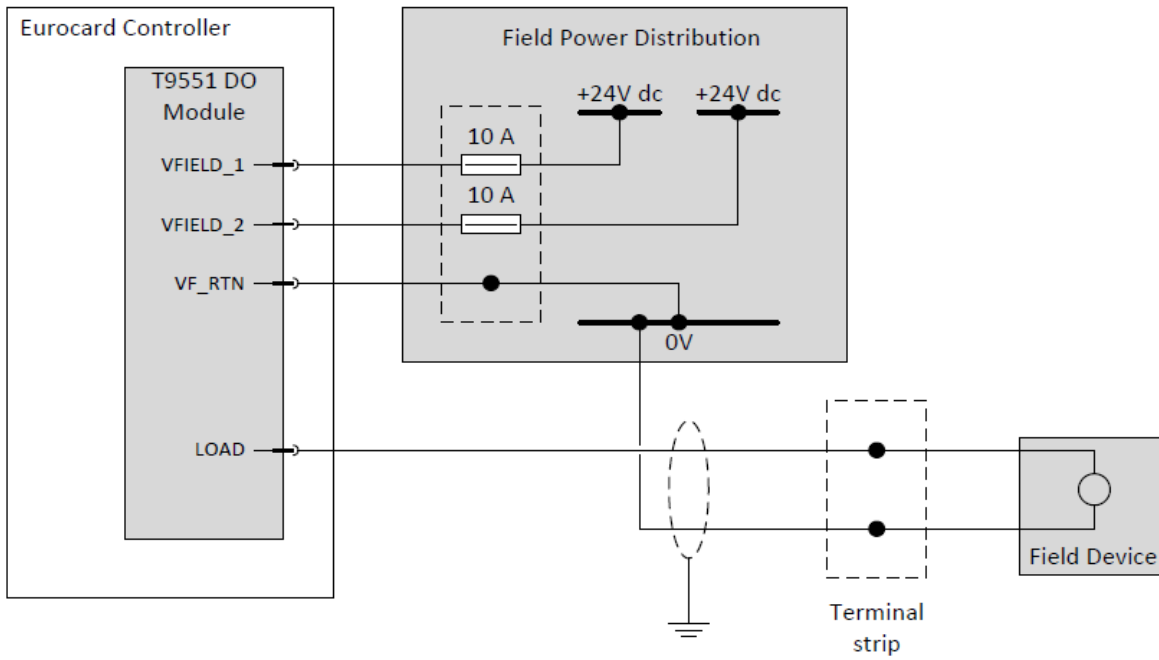 Eurocard Controller
T9551 DO
Module
VFIELD_1
VFIELD_2
VF_RTN
LOAD
Field Power Distribution
+24V dc
+24V dc
10 A
10 A
0V
Terminal
strip
Field Device